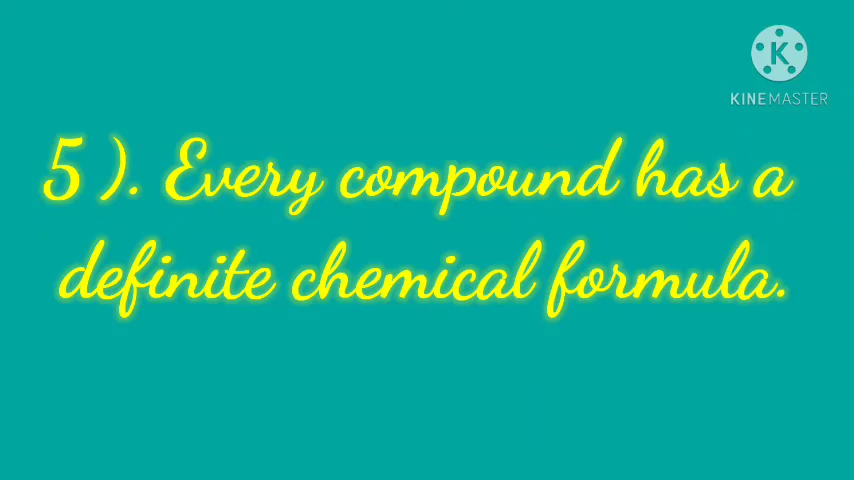 K
KINEMASTER
5 ). Every compound has a
definite chemical formula.